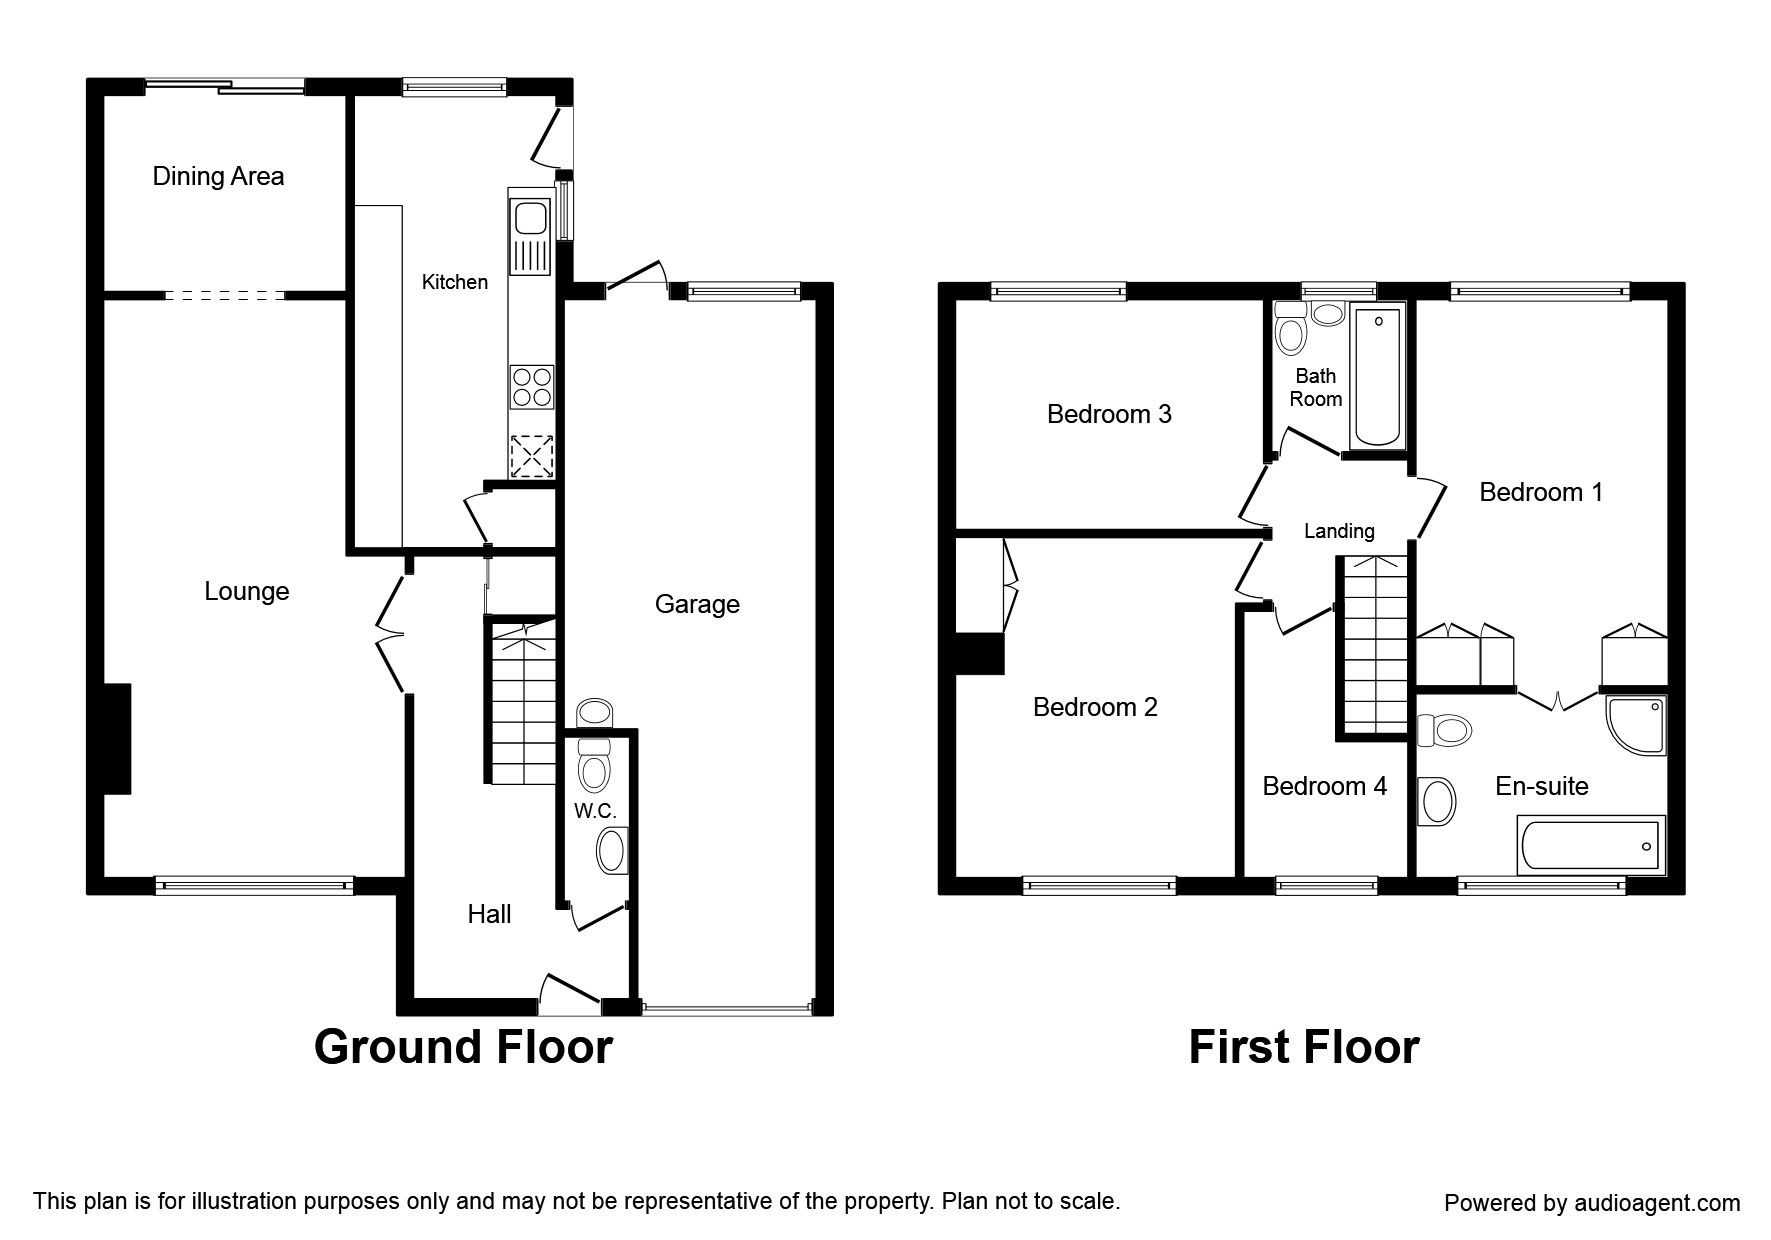 Dining Area
Kitchen
Lounge
Garage
W.C.
Hall
Ground Floor
Bedroom 3
Bath
Room
Bedroom 1
Landing
Bedroom 2
Bedroom 4
En-suite
First Floor
This plan is for illustration purposes only and may not be representative of the property. Plan not to scale.
Powered by audioagent.com